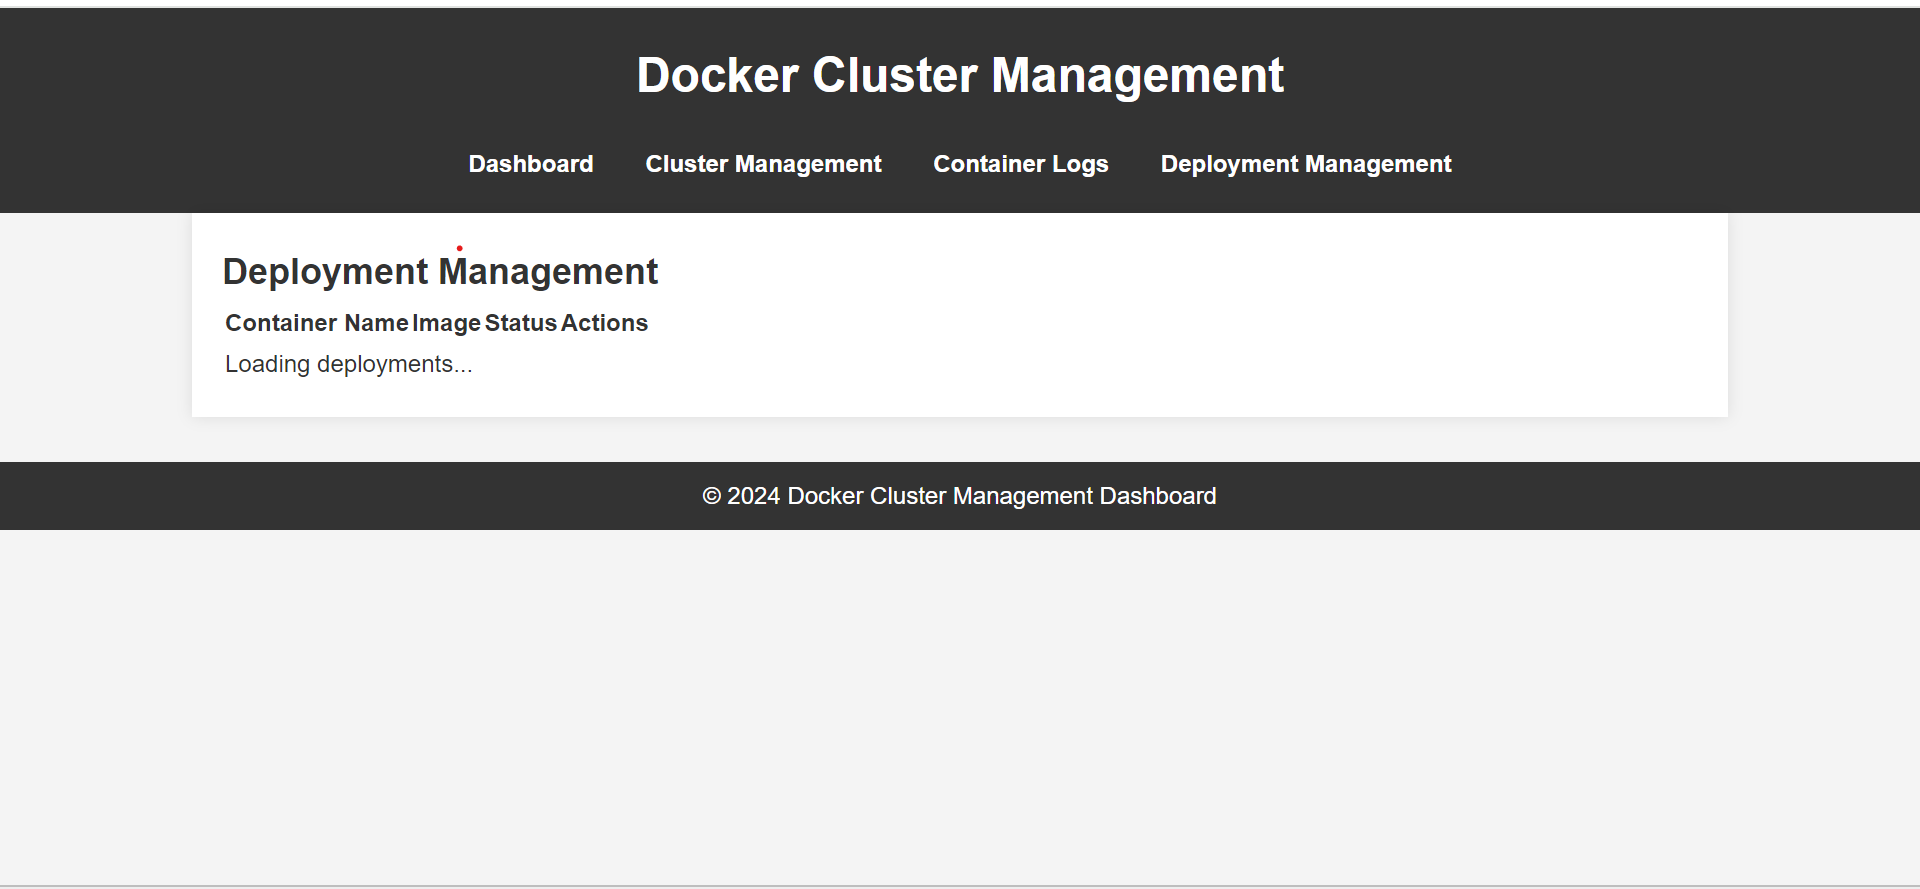 Docker Cluster Management
Dashboard Cluster Management Container Logs Deployment Management
Deployment Management
Container Name Image Status Actions
Loading deployments...
© 2024 Docker Cluster Management Dashboard